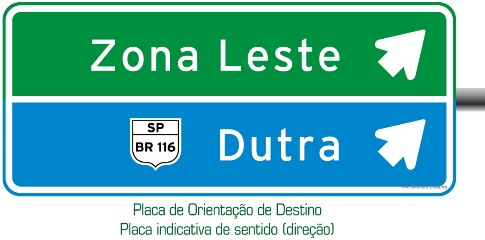 Zona Leste
SP
BR 116
Dutra
Placa de Orientação de Destino
Placa indicativa de sentido (direção)